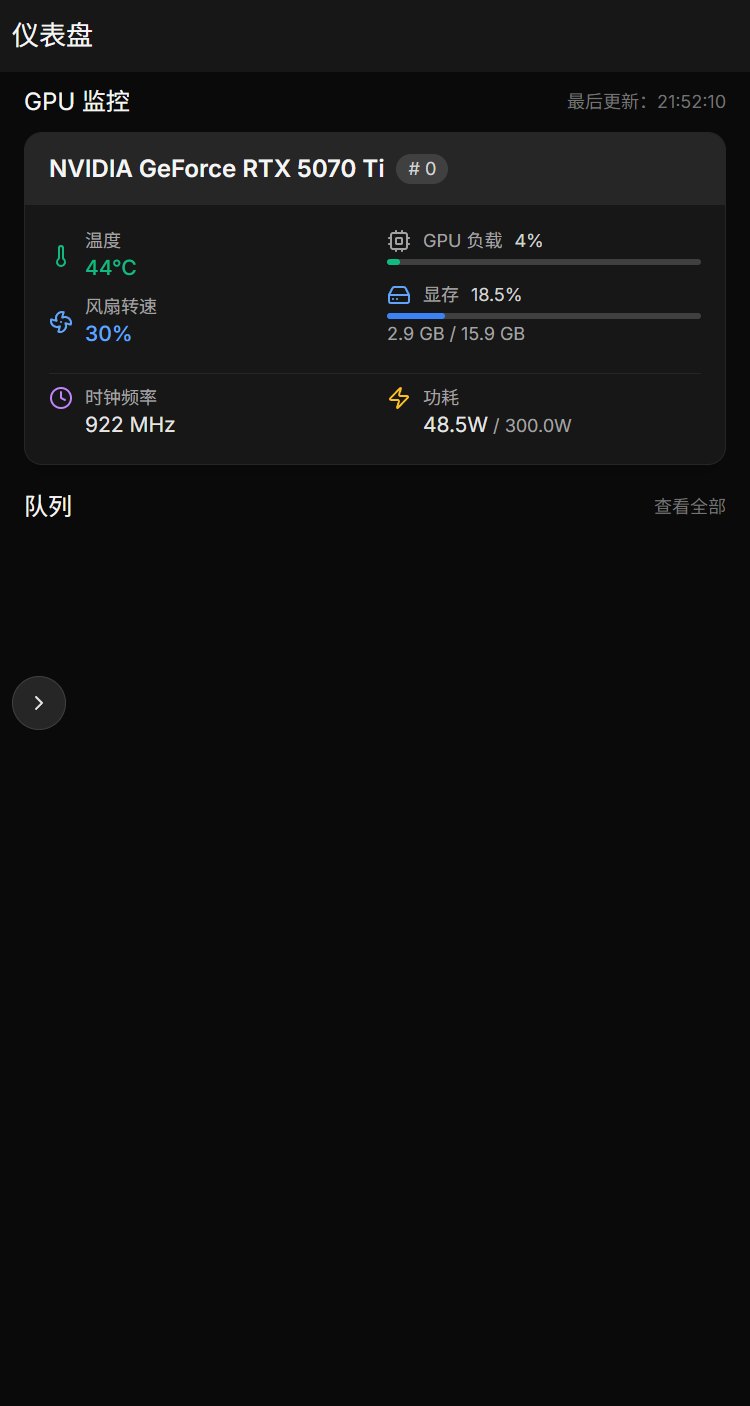 仪表盘
GPU 监控
最后更新：21:52:10
NVIDIA GeForce RTX 5070 Ti
# 0
温度
44°C
风扇转速
30%
GPU 负载 4%
显存 18.5%
2.9 GB / 15.9 GB
时钟频率
922 MHz
功耗
48.5W / 300.0W
队列
查看全部